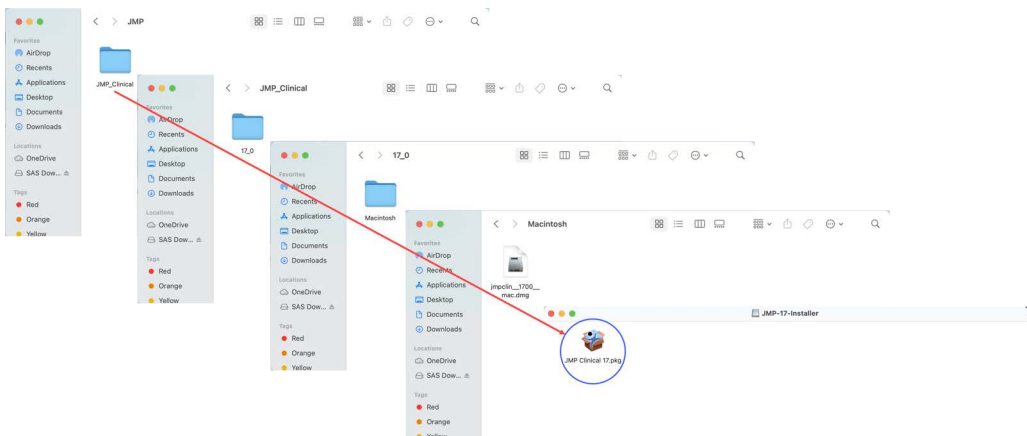 JMP
Favorites
AirDrop
Recents
Applications
Desktop
Documents
Downloads
Locations
OneDrive
SAS Dow...
Tags
Red
Orange
Yellow
JMP_Clinical
JMP_Clinical
Favorites
AirDrop
Recents
Applications
Desktop
Documents
Downloads
Locations
OneDrive
SAS Dow...
Tags
Red
Orange
17_0
17_0
Favorites
AirDrop
Recents
Applications
Desktop
Documents
Downloads
Locations
OneDrive
SAS Dow...
Tags
Red
Orange
Yellow
Macintosh
Macintosh
Favorites
AirDrop
Recents
Applications
Desktop
Documents
Downloads
Locations
OneDrive
SAS Dow...
Tags
Red
Orange
Yellow
jmpclin__1700__
mac.dmg
JMP-17-Installer
JMP Clinical 17.pkg